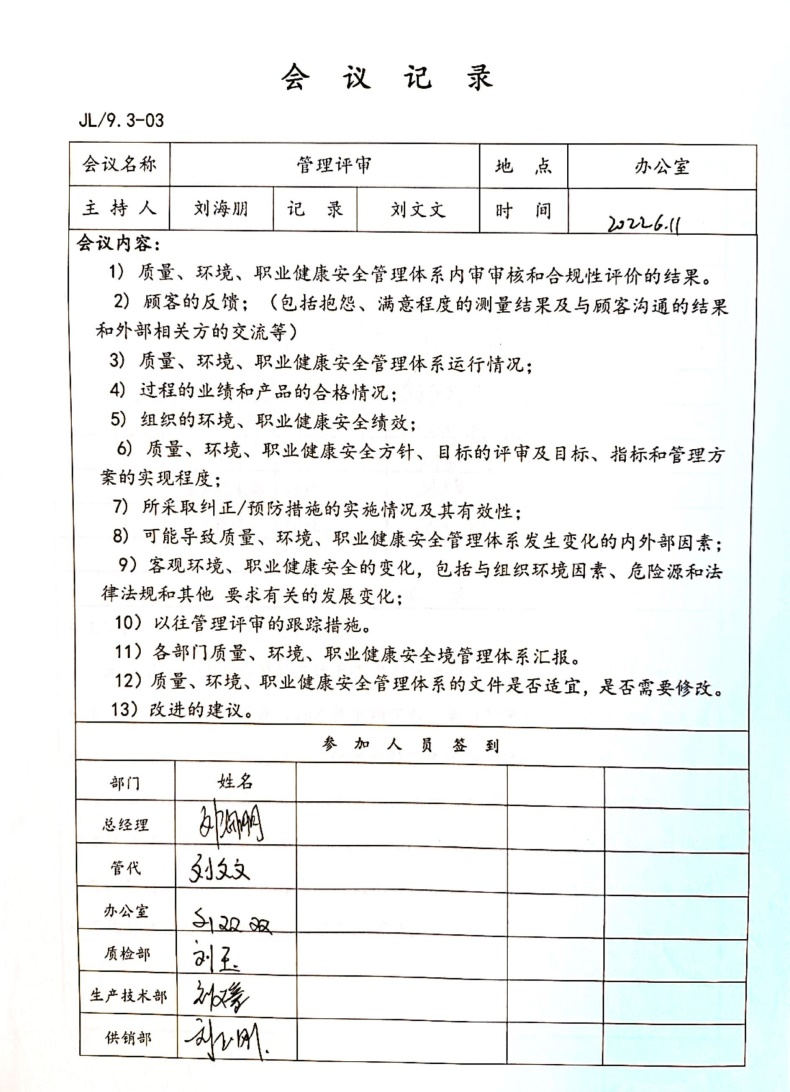 会 议 记 录
JL/9.3-03
会议名称 管理评审 地 点 办公室
主 持 人 刘海朋 记 录 刘文文 时 间 2022.6.11
会议内容：
1) 质量、环境、职业健康安全管理体系内审审核和合规性评价的结果。
2) 顾客的反馈；（包括抱怨、满意程度的测量结果及与顾客沟通的结果
和外部相关方的交流等）
3) 质量、环境、职业健康安全管理体系运行情况；
4) 过程的业绩和产品的合格情况；
5) 组织的环境、职业健康安全绩效；
6) 质量、环境、职业健康安全方针、目标的评审及目标、指标和管理方
案的实现程度；
7) 所采取纠正/预防措施的实施情况及其有效性；
8) 可能导致质量、环境、职业健康安全管理体系发生变化的内外部因素；
9）客观环境、职业健康安全的变化，包括与组织环境因素、危险源和法
律法规和其他 要求有关的发展变化；
10）以往管理评审的跟踪措施。
11）各部门质量、环境、职业健康安全境管理体系汇报。
12）质量、环境、职业健康安全管理体系的文件是否适宜，是否需要修改。
13）改进的建议。
参 加 人 员 签 到
部门 姓名
总经理 刘海朋
管代 刘文文
办公室 刘双双
质检部 刘玉
生产技术部 刘
供销部 刘